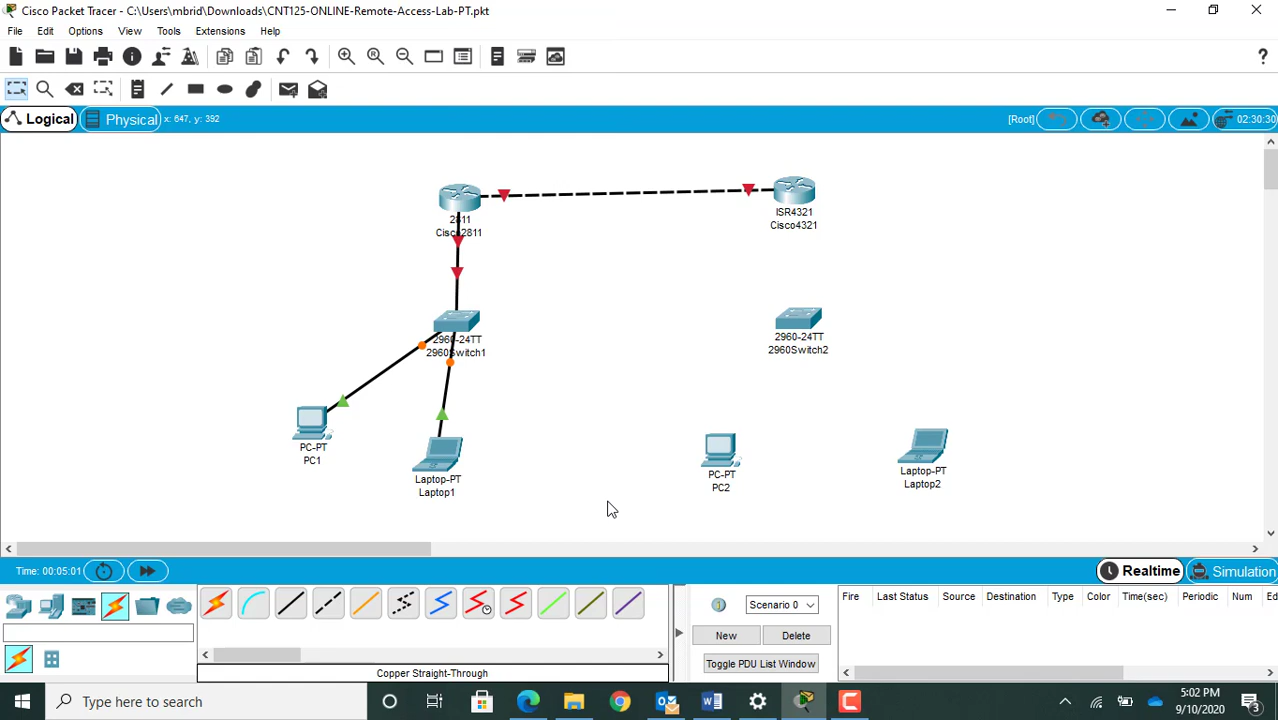 Cisco Packet Tracer - C:\Users\mbrid\Downloads\CNT125-ONLINE-Remote-Access-Lab-PT.pkt
File Edit Options View Tools Extensions Help
Logical Physical x: 647, y: 392 [Root] 02:30:30
2811
Cisco2811
ISR4321
Cisco4321
2960-24TT
2960Switch1
2960-24TT
2960Switch2
PC-PT
PC1
Laptop-PT
Laptop1
PC-PT
PC2
Laptop-PT
Laptop2
Time: 00:05:01 Realtime Simulation
Scenario 0
New Delete
Toggle PDU List Window
Fire Last Status Source Destination Type Color Time(sec) Periodic Num Ed
Copper Straight-Through
Type here to search
5:02 PM
9/10/2020
3